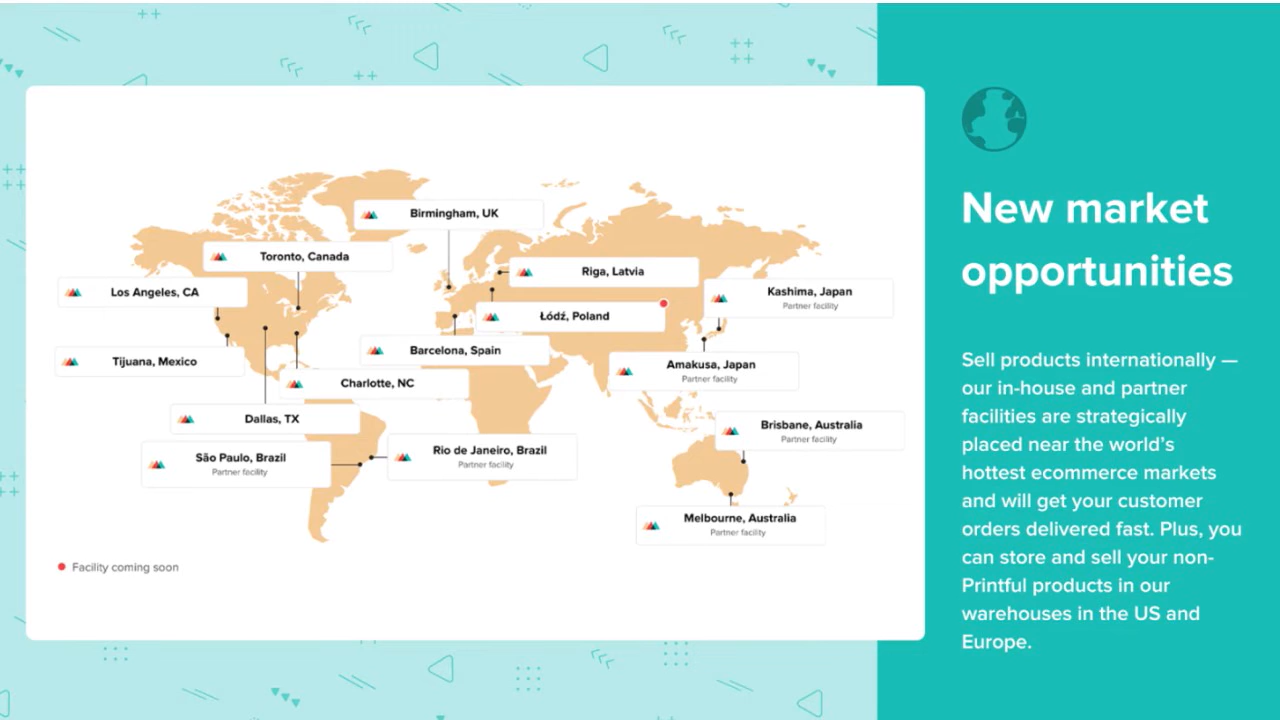 Birmingham, UK
Toronto, Canada
Riga, Latvia
Los Angeles, CA
Kashima, Japan
Partner facility
Łódź, Poland
Barcelona, Spain
Tijuana, Mexico
Amakusa, Japan
Partner facility
Charlotte, NC
Dallas, TX
Brisbane, Australia
Partner facility
São Paulo, Brazil
Partner facility
Rio de Janeiro, Brazil
Partner facility
Melbourne, Australia
Partner facility
Facility coming soon
New market
opportunities
Sell products internationally —
our in-house and partner
facilities are strategically
placed near the world's
hottest ecommerce markets
and will get your customer
orders delivered fast. Plus, you
can store and sell your non-
Printful products in our
warehouses in the US and
Europe.